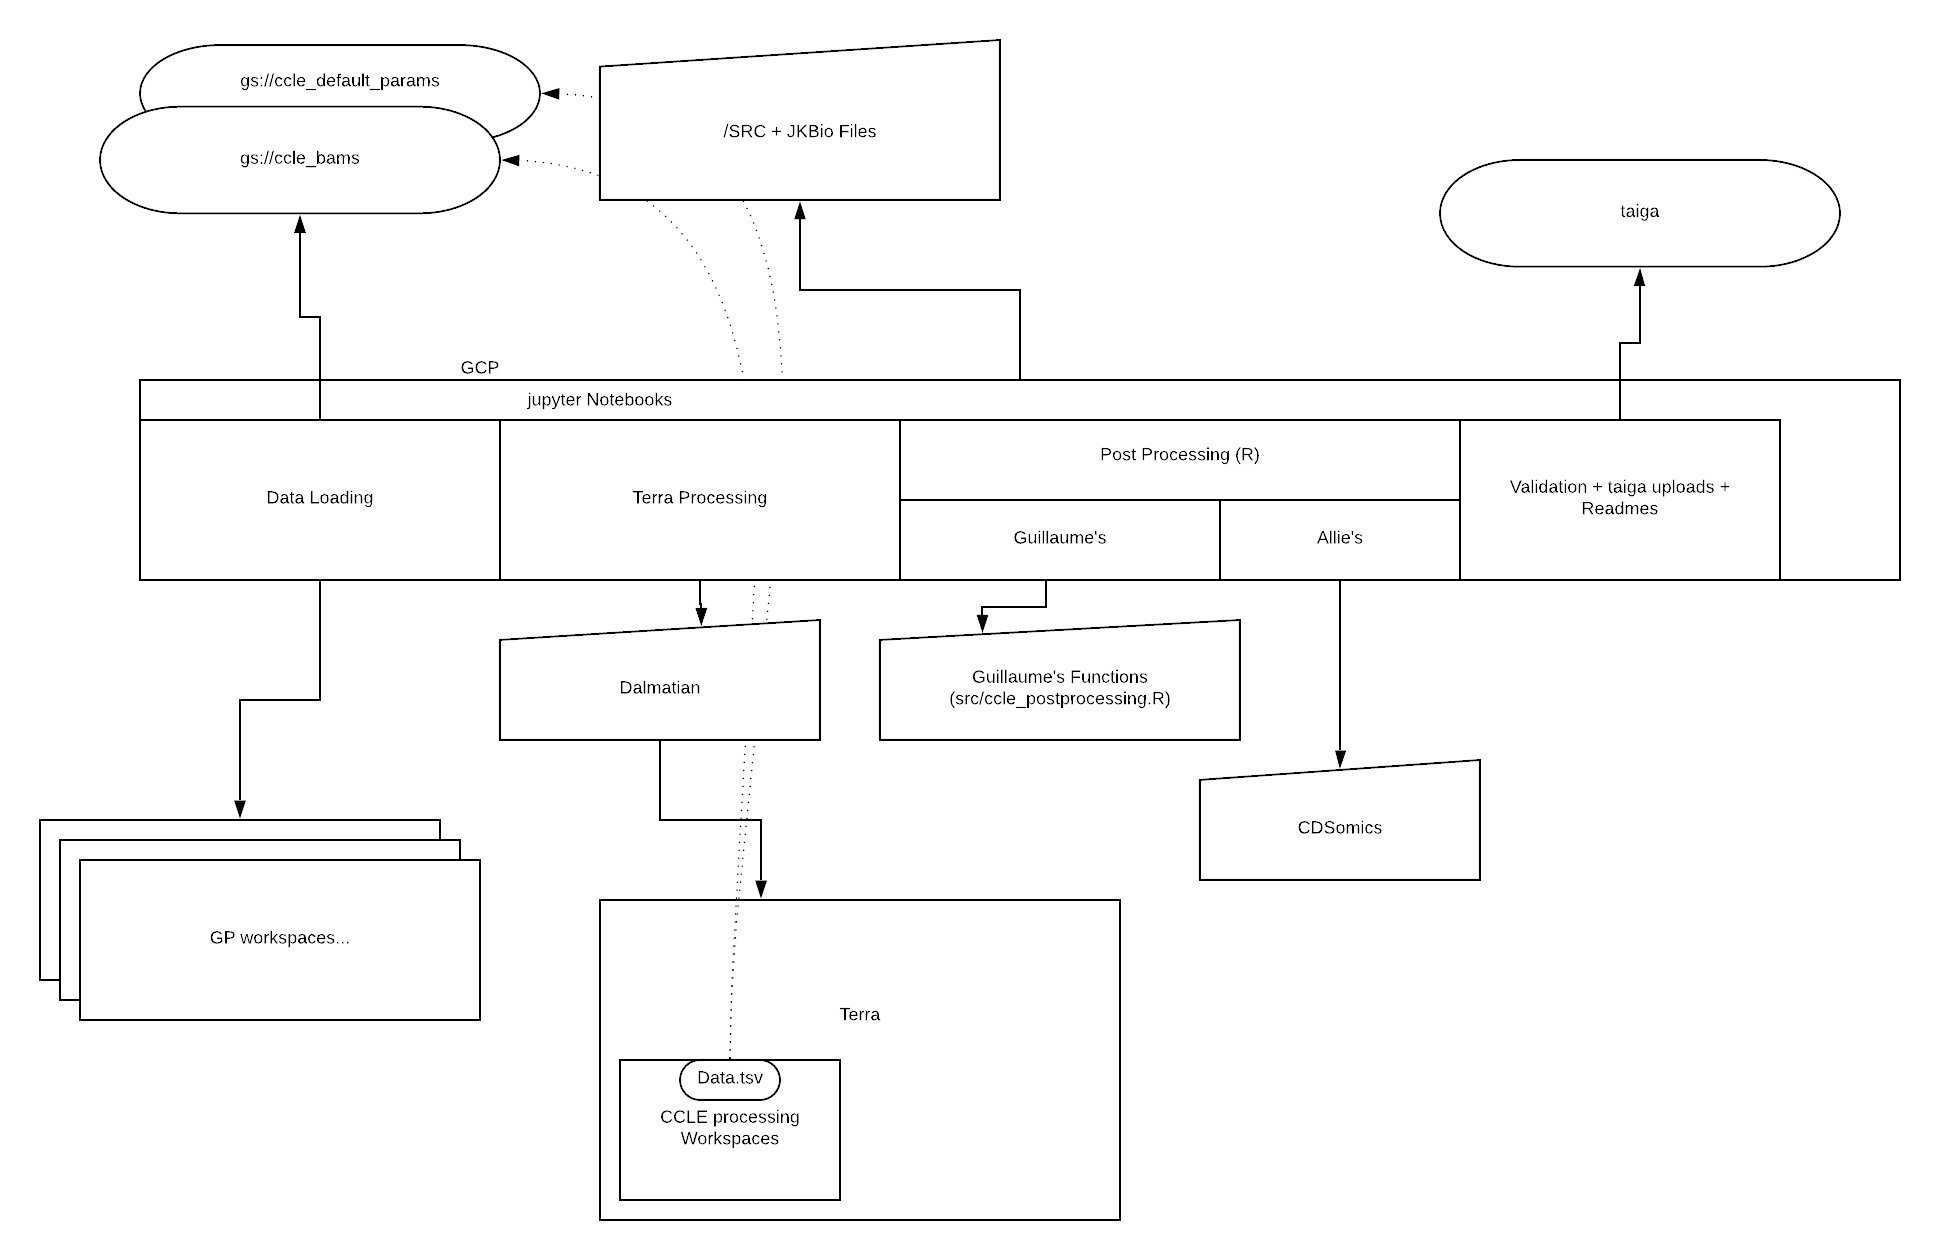 gs://ccle_default_params
/SRC + JKBio Files
gs://ccle_bams
taiga
GCP
jupyter Notebooks
Data Loading
Terra Processing
Post Processing (R)
Guillaume's
Allie's
Validation + taiga uploads +
Readmes
Dalmatian
Guillaume's Functions
(src/ccle_postprocessing.R)
CDSomics
GP workspaces...
Terra
Data.tsv
CCLE processing
Workspaces